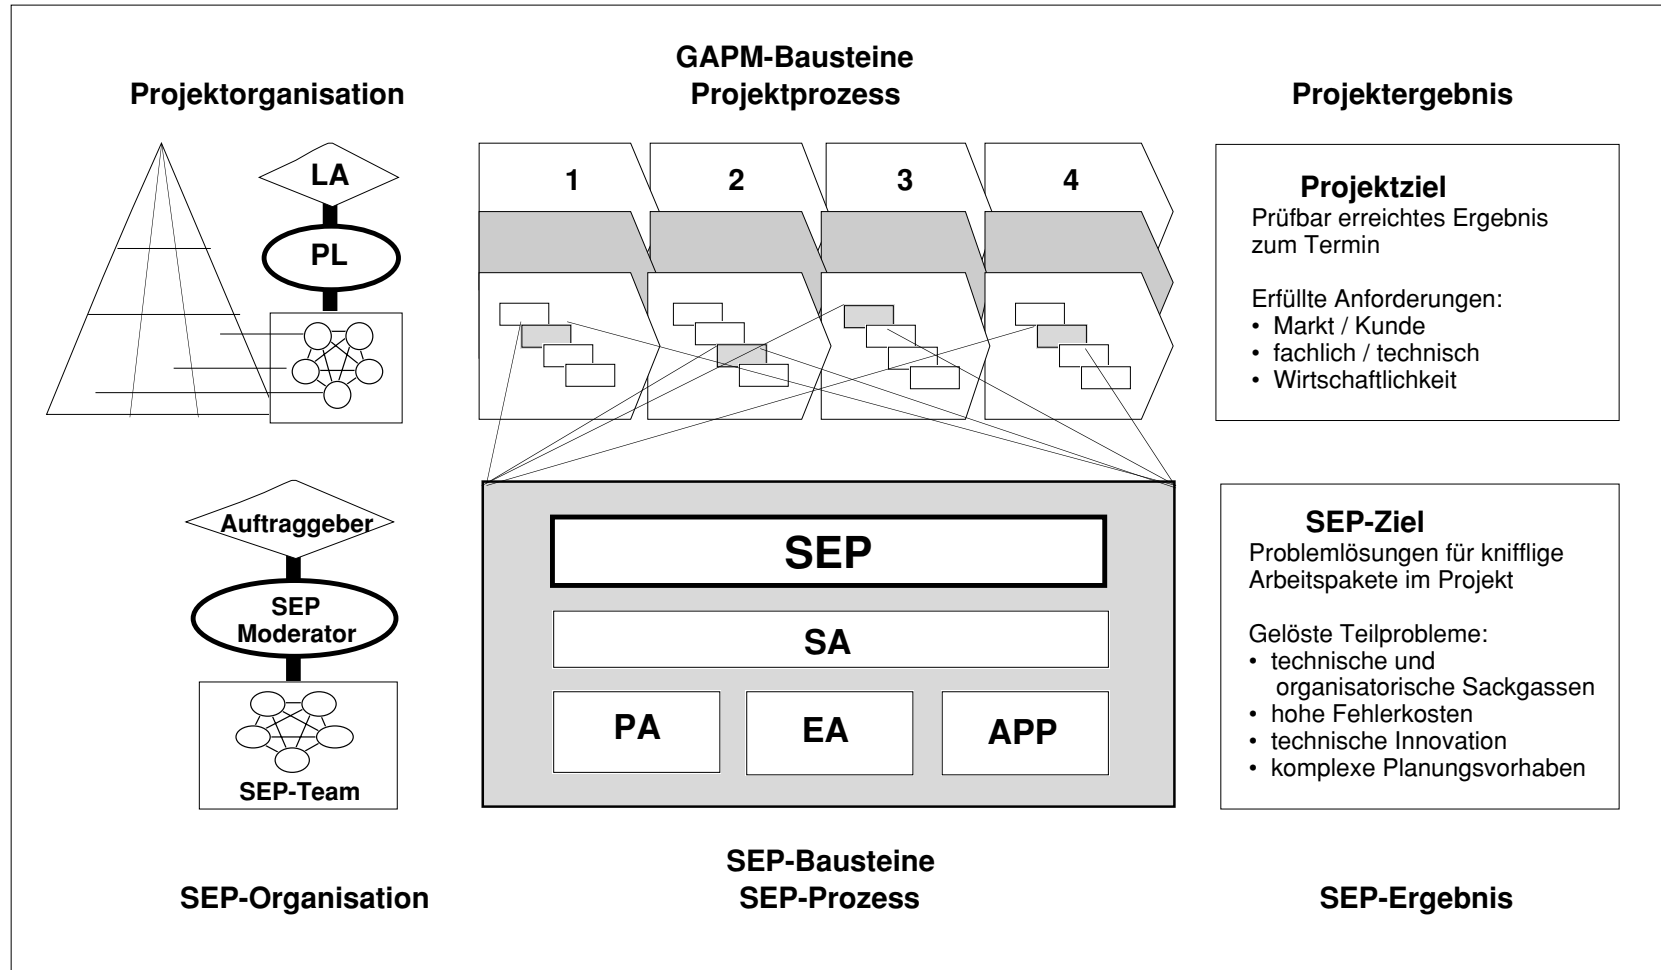 GAPM-Bausteine
Projektorganisation
Projektprozess
Projektergebnis
LA
PL
1
2
3
4
Projektziel
Prüfbar erreichtes Ergebnis
zum Termin
Erfüllte Anforderungen:
• Markt / Kunde
• fachlich / technisch
• Wirtschaftlichkeit
Auftraggeber
SEP
Moderator
SEP-Team
SEP
SA
PA
EA
APP
SEP-Ziel
Problemlösungen für knifflige
Arbeitspakete im Projekt
Gelöste Teilprobleme:
• technische und
organisatorische Sackgassen
• hohe Fehlerkosten
• technische Innovation
• komplexe Planungsvorhaben
SEP-Bausteine
SEP-Organisation
SEP-Prozess
SEP-Ergebnis